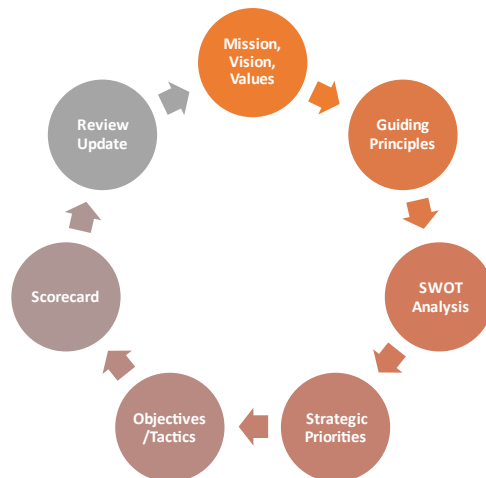 Mission,
Vision,
Values
Guiding
Principles
SWOT
Analysis
Strategic
Priorities
Objectives
/Tactics
Scorecard
Review
Update